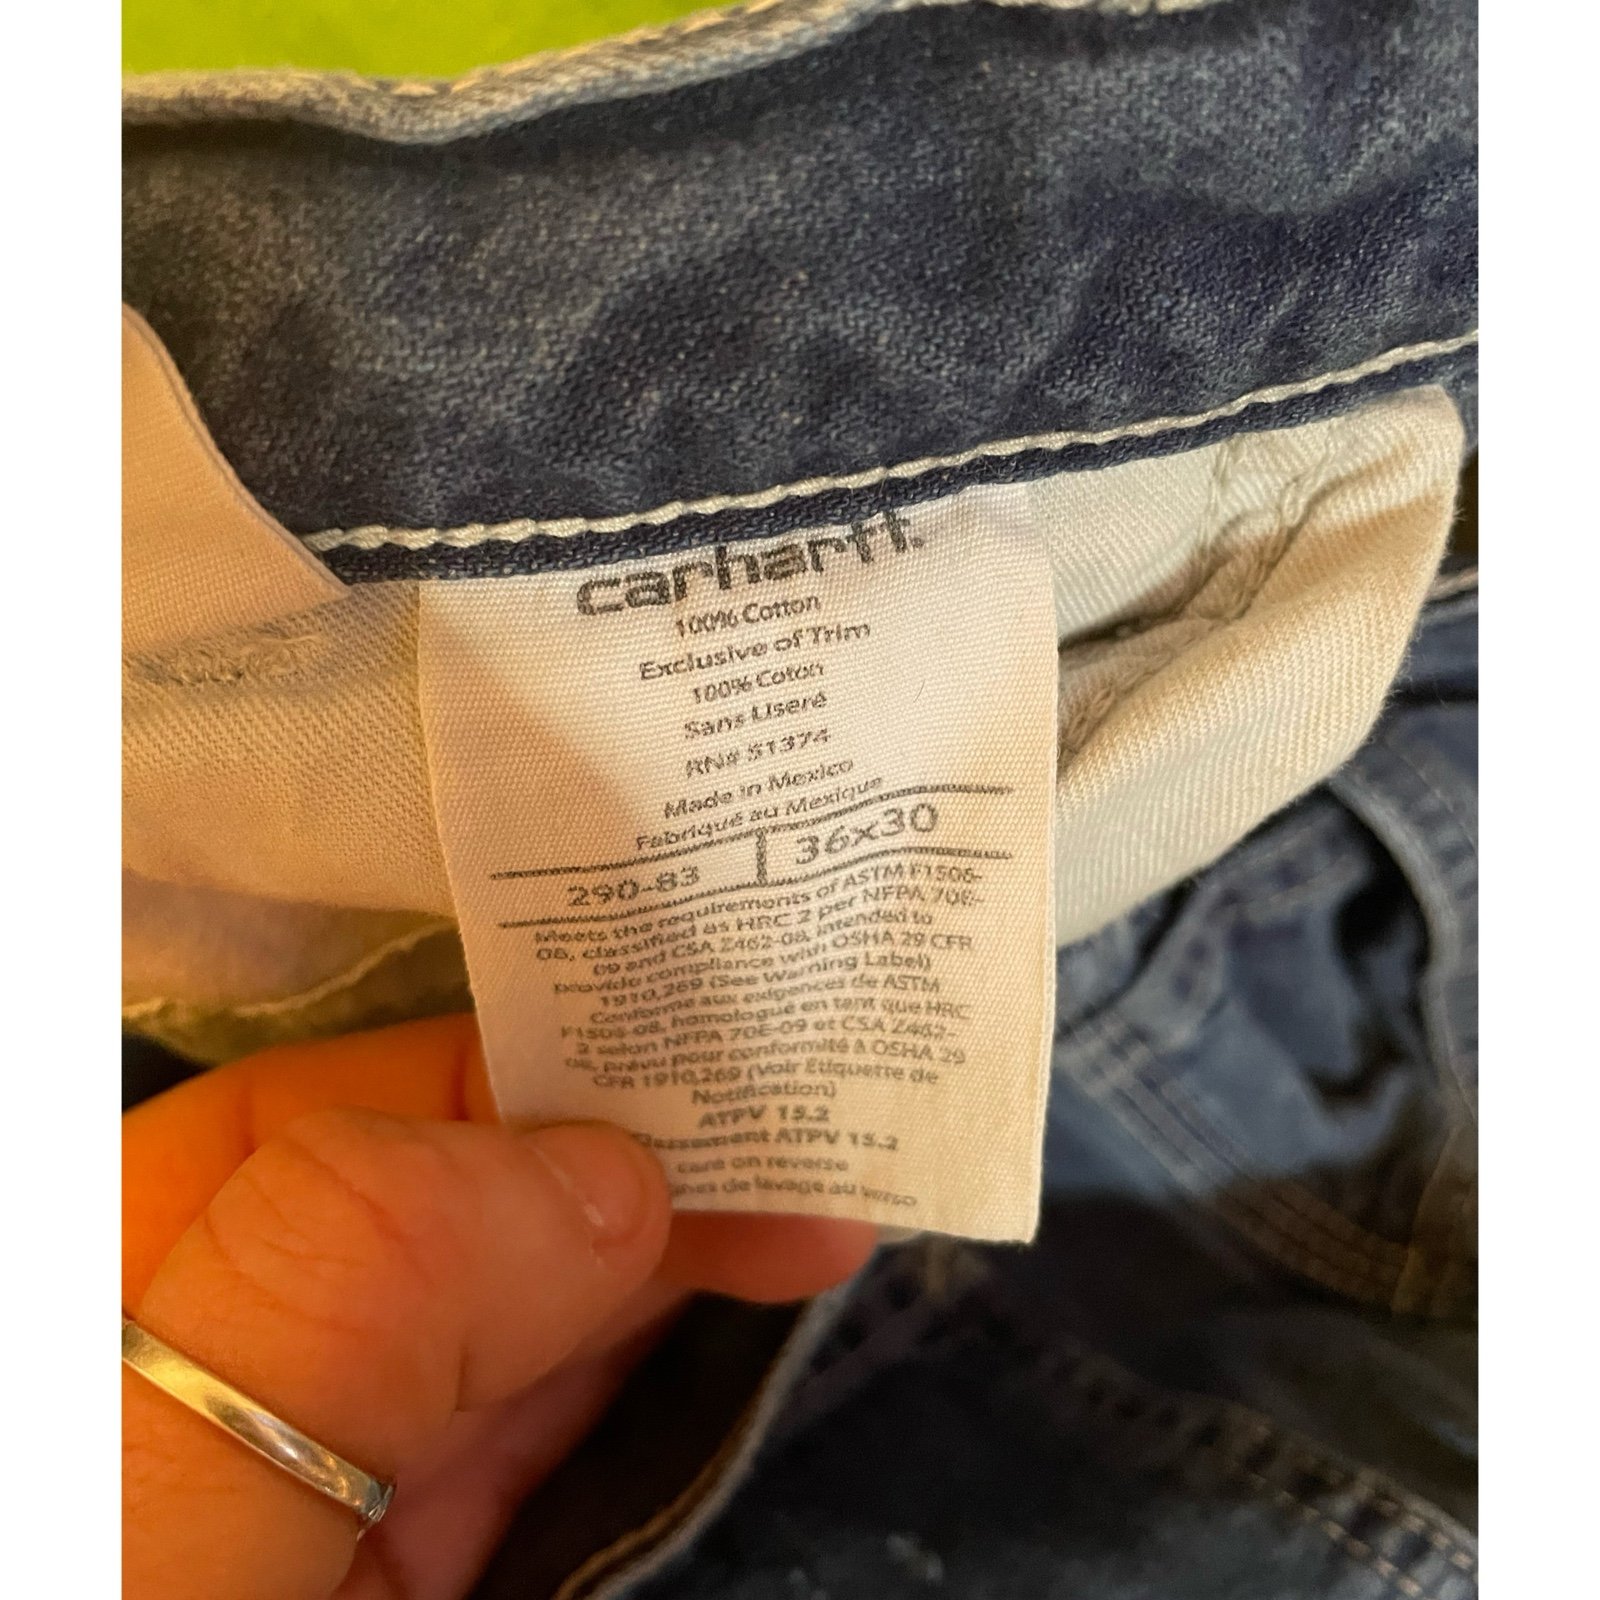 carhartt.
100% Cotton
Exclusive of Trim
100% Coton
Sans Liseré
RN# 51374
Made in Mexico
Fabriqué au Mexique
290-83 36x30
Meets the requirements of ASTM F1506-
08, classified as HRC 2 per NFPA 70E-
09 and CSA Z462-08, intended to
provide compliance with OSHA 29 CFR
1910.269 (See Warning Label)
Conforme aux exigences de ASTM
F1506-08, homologué en tant que HRC
2 selon NFPA 70E-09 et CSA Z462-
08, prévu pour conformité à OSHA 29
CFR 1910.269 (Voir Étiquette de
Notification)
ATPV 15.2
Classement ATPV 15.2
care on reverse
de lavage au verso